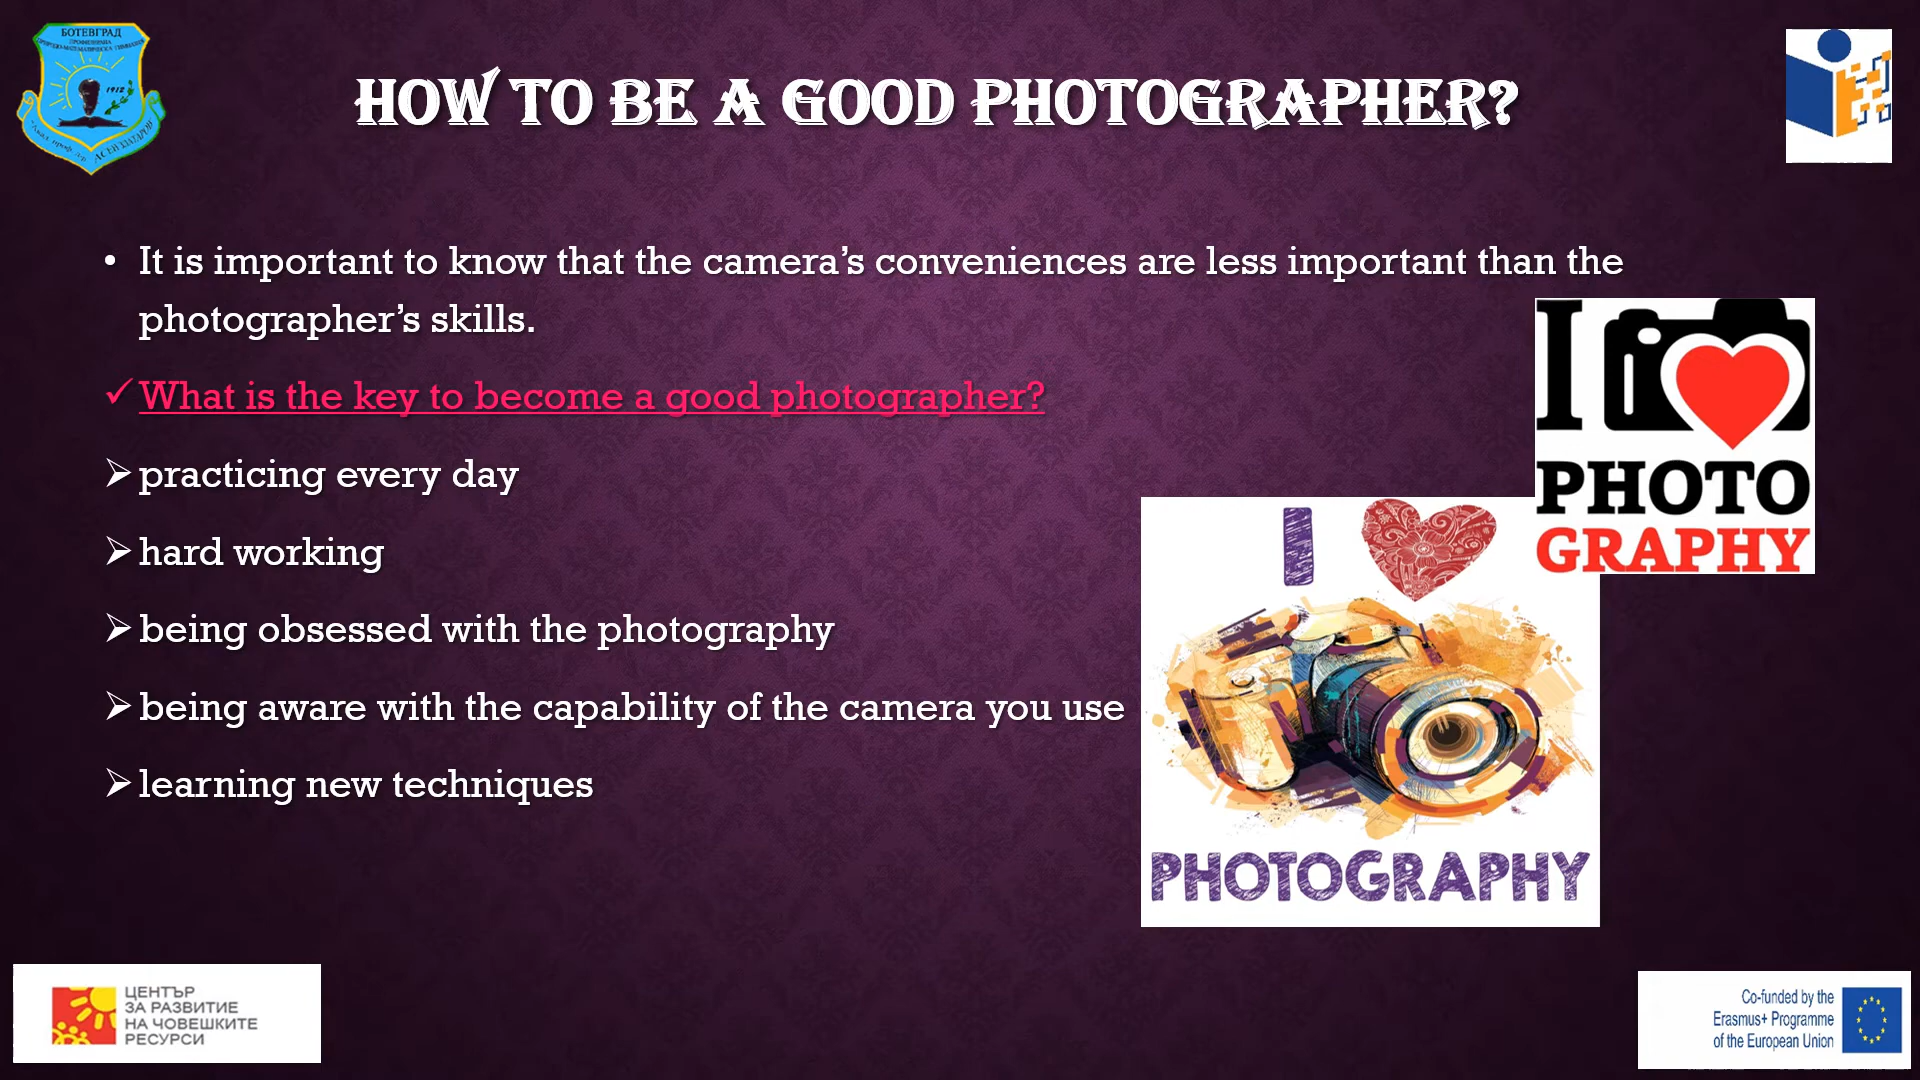 БОТЕВГРАД
1912
HOW TO BE A GOOD PHOTOGRAPHER?
• It is important to know that the camera’s conveniences are less important than the
photographer’s skills.
✓ What is the key to become a good photographer?
➢ practicing every day
➢ hard working
➢ being obsessed with the photography
➢ being aware with the capability of the camera you use
➢ learning new techniques
I
PHOTO
GRAPHY
I
PHOTOGRAPHY
ЦЕНТЪР
ЗА РАЗВИТИЕ
НА ЧОВЕШКИТЕ
РЕСУРСИ
Co-funded by the
Erasmus+ Programme
of the European Union